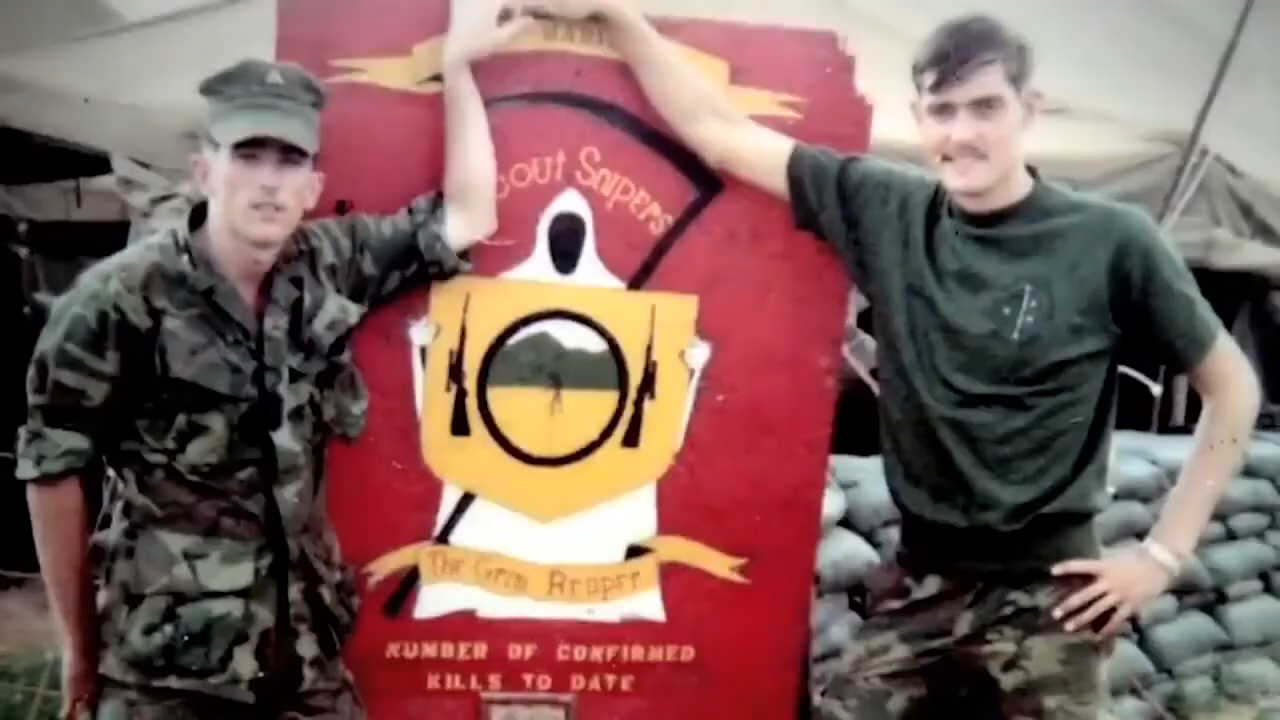 Scout Snipers
The Grim Reaper
NUMBER OF CONFIRMED
KILLS TO DATE